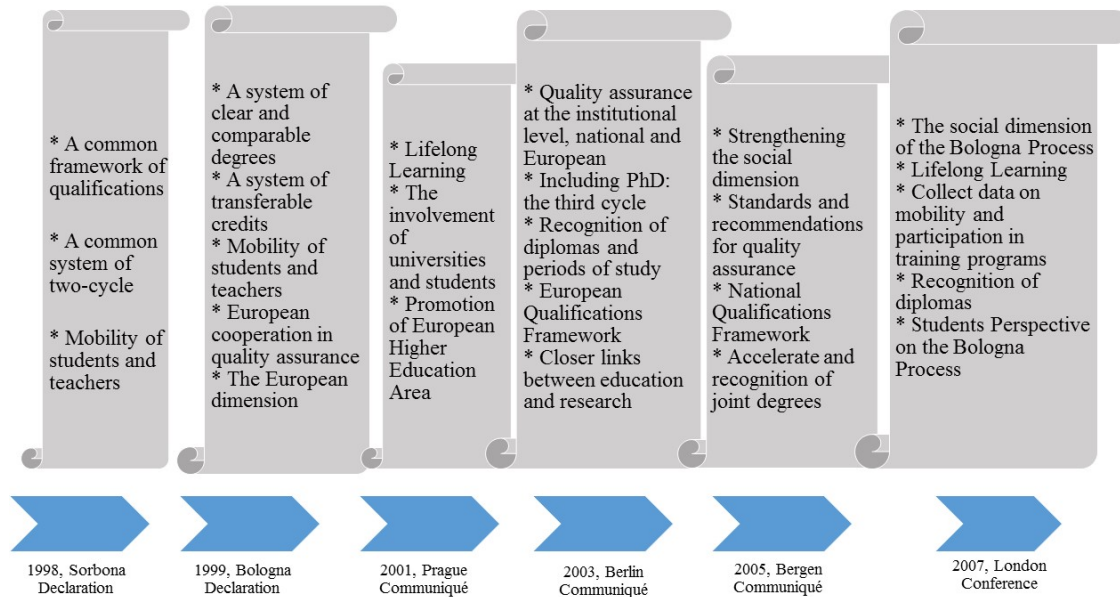 * A common
framework of
qualifications
* A common
system of
two-cycle
* Mobility of
students and
teachers
* A system of
clear and
comparable
degrees
* A system of
transferable
credits
* Mobility of
students and
teachers
* European
cooperation in
quality assurance
* The European
dimension
* Lifelong
Learning
* The
involvement
of
universities
and students
* Promotion
of European
Higher
Education
Area
* Quality assurance
at the institutional
level, national and
European
* Including PhD:
the third cycle
* Recognition of
diplomas and
periods of study
* European
Qualifications
Framework
* Closer links
between education
and research
* Strengthening
the social
dimension
* Standards and
recommendations
for quality
assurance
* National
Qualifications
Framework
* Accelerate and
recognition of
joint degrees
* The social dimension
of the Bologna Process
* Lifelong Learning
* Collect data on
mobility and
participation in
training programs
* Recognition of
diplomas
* Students Perspective
on the Bologna
Process
1998, Sorbona
Declaration
1999, Bologna
Declaration
2001, Prague
Communiqué
2003, Berlin
Communiqué
2005, Bergen
Communiqué
2007, London
Conference